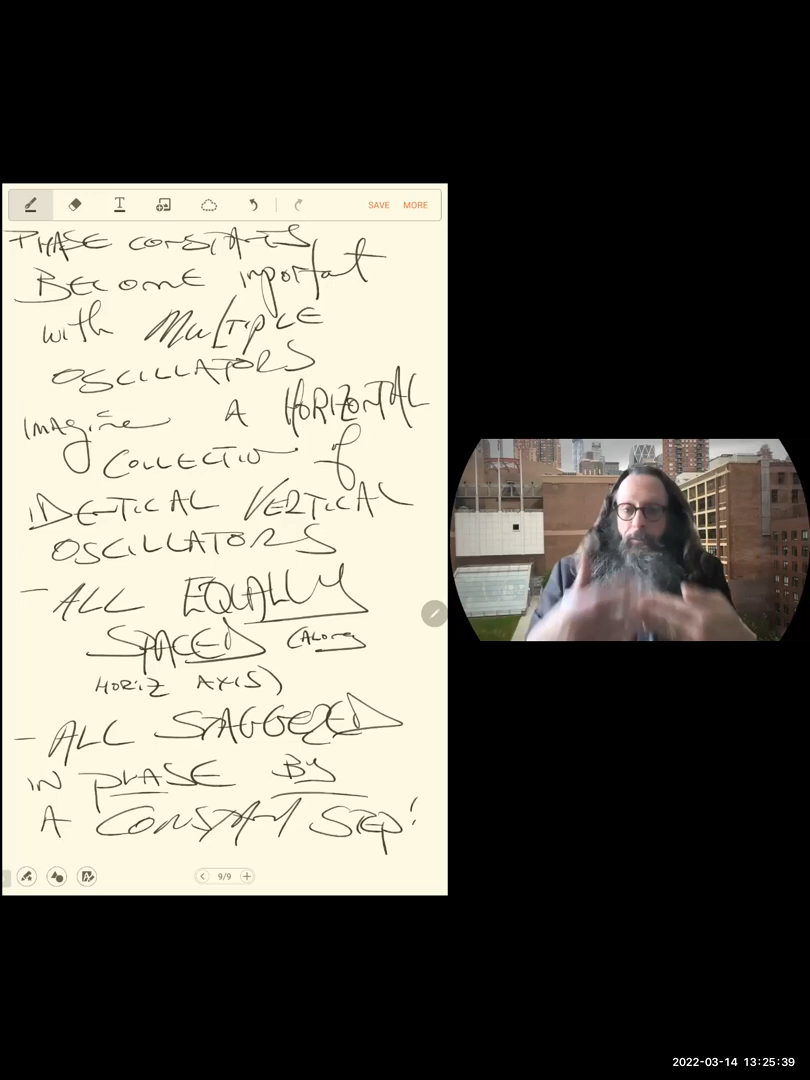 SAVE MORE
PHASE CONSTANTS
BECOME important
with MULTIPLE
OSCILLATORS
IMAGINE A HORIZONTAL
COLLECTION of
IDENTICAL VERTICAL
OSCILLATORS
- ALL EQUALLY
SPACED (ALONG
HORIZ AXIS)
- ALL STAGGERED
IN PHASE BY
A CONSTANT STEP!
9/9
2022-03-14 13:25:39